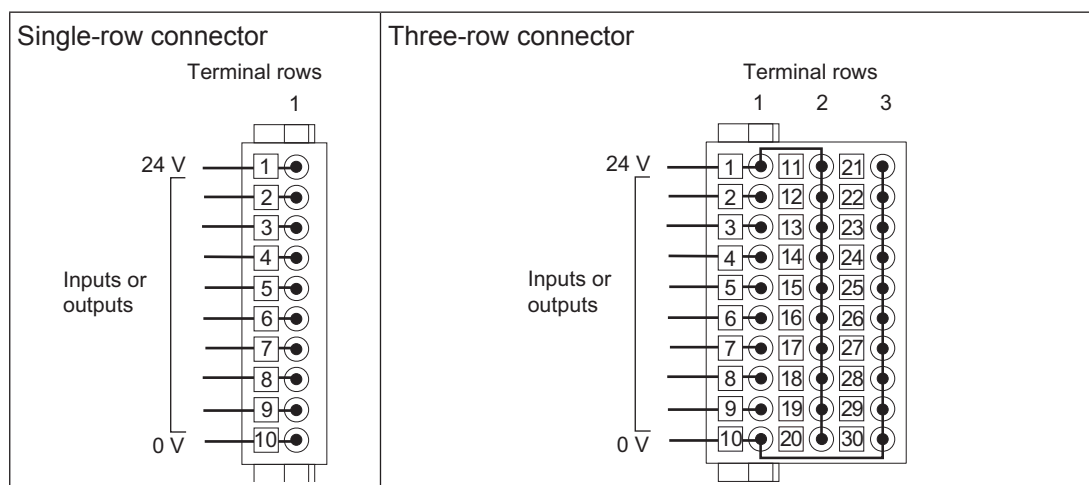 Single-row connector
Terminal rows
1
24 V
1
2
3
4
Inputs or
outputs
5
6
7
8
9
0 V
10
Three-row connector
Terminal rows
1 2 3
24 V 1 11 21
2 12 22
3 13 23
4 14 24
Inputs or
outputs
5 15 25
6 16 26
7 17 27
8 18 28
9 19 29
0 V 10 20 30